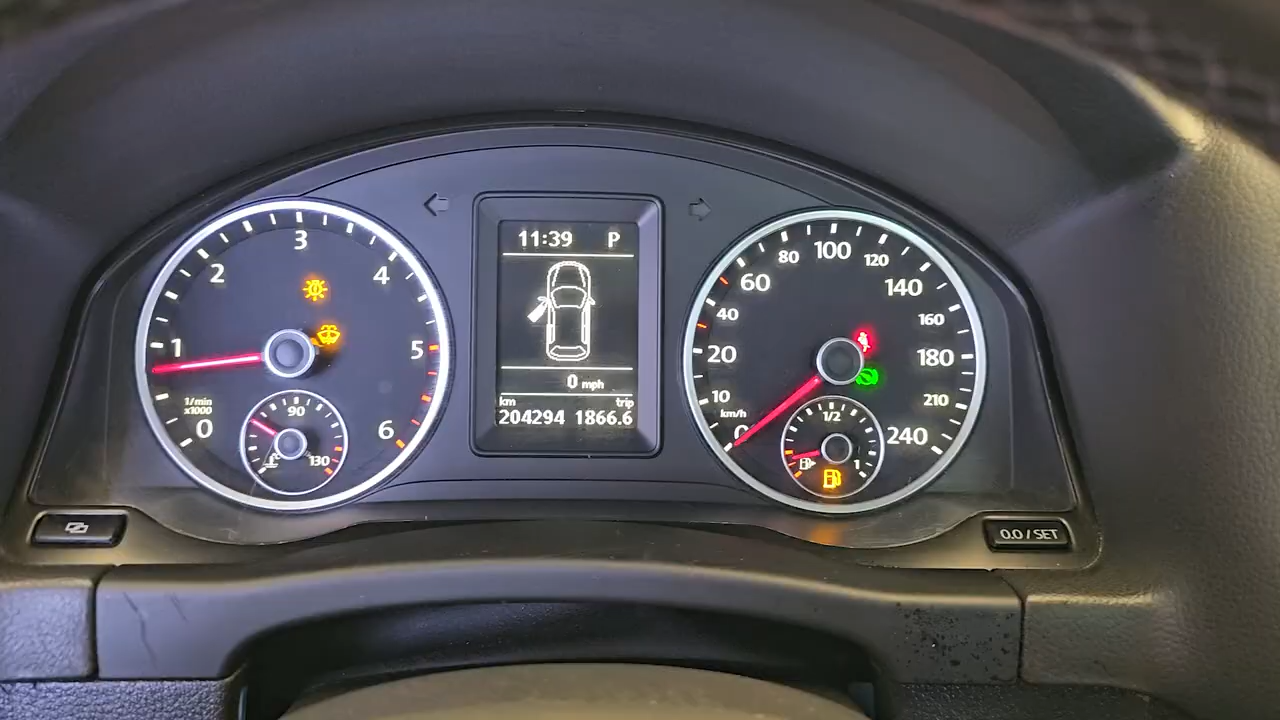 11:39 P
0 mph
km trip
204294 1866.6
0 1 2 3 4 5 6
1/min
x1000
90
130
°C
0 10 20 40 60 80 100 120 140 160 180 210 240
km/h
1/2
1
0.0 / SET